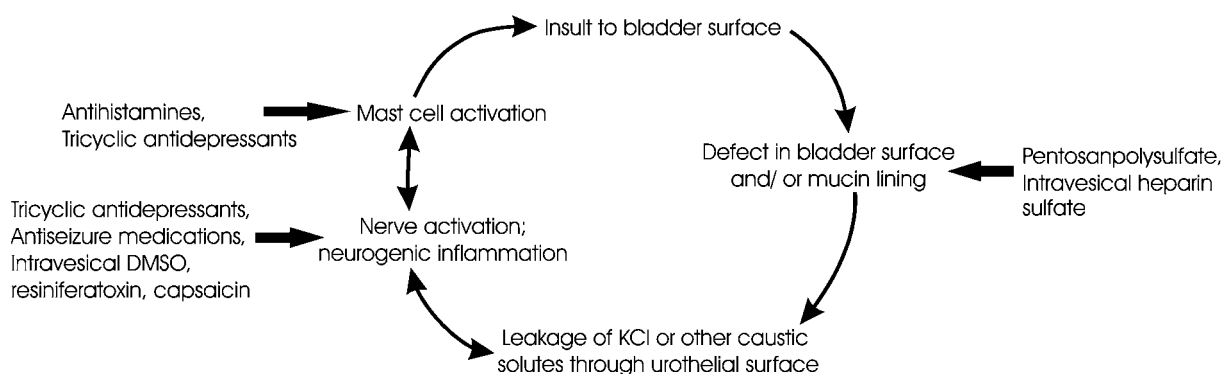 Insult to bladder surface
Antihistamines,
Tricyclic antidepressants
Mast cell activation
Defect in bladder surface
and/ or mucin lining
Pentosanpolysulfate,
Intravesical heparin
sulfate
Tricyclic antidepressants,
Antiseizure medications,
Intravesical DMSO,
resiniferatoxin, capsaicin
Nerve activation;
neurogenic inflammation
Leakage of KCl or other caustic
solutes through urothelial surface